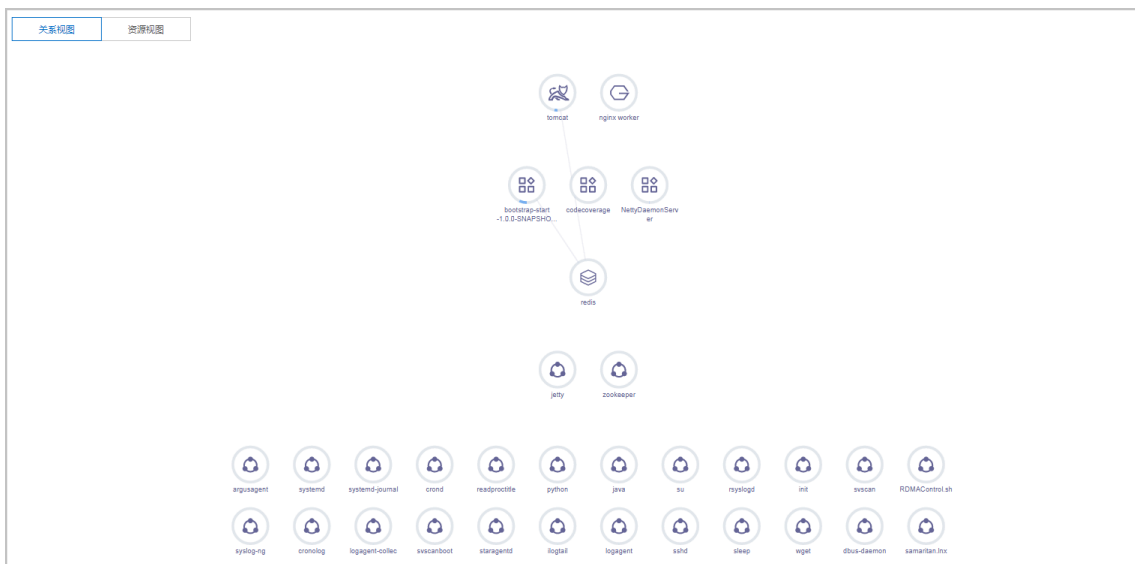 关系视图
资源视图
tomcat
nginx worker
bootstrap-start
-1.0.0-SNAPSHO...
codecoverage
NettyDaemonServ
er
redis
jetty
zookeeper
argusagent
systemd
systemd-journal
crond
readproctitle
python
java
su
rsyslogd
init
svscan
RDMAControl.sh
syslog-ng
cronolog
logagent-collec
svscanboot
staragentd
ilogtail
logagent
sshd
sleep
wget
dbus-daemon
samaritan.lnx